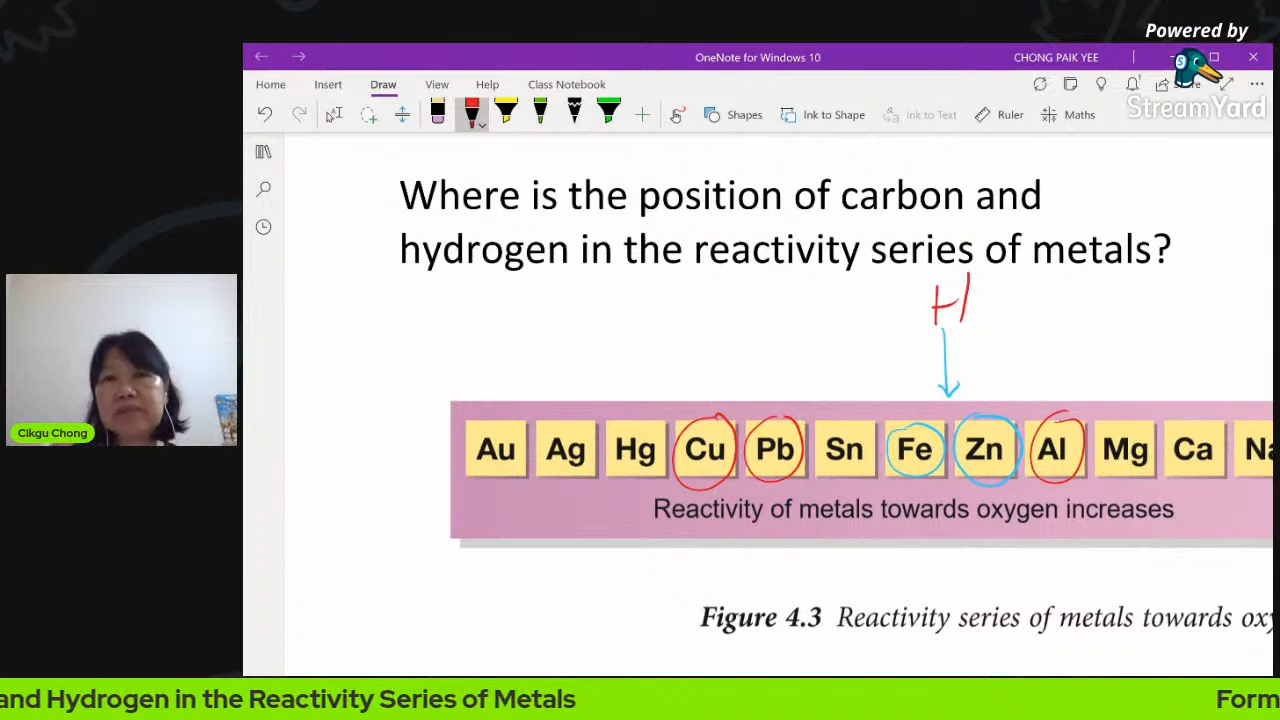 Powered by
StreamYard
OneNote for Windows 10
CHONG PAIK YEE
Home Insert Draw View Help Class Notebook
Shapes Ink to Shape Ink to Text Ruler Maths
Where is the position of carbon and
hydrogen in the reactivity series of metals?
H
Au Ag Hg Cu Pb Sn Fe Zn Al Mg Ca Na
Reactivity of metals towards oxygen increases
Figure 4.3 Reactivity series of metals towards oxy
Cikgu Chong
and Hydrogen in the Reactivity Series of Metals
Form